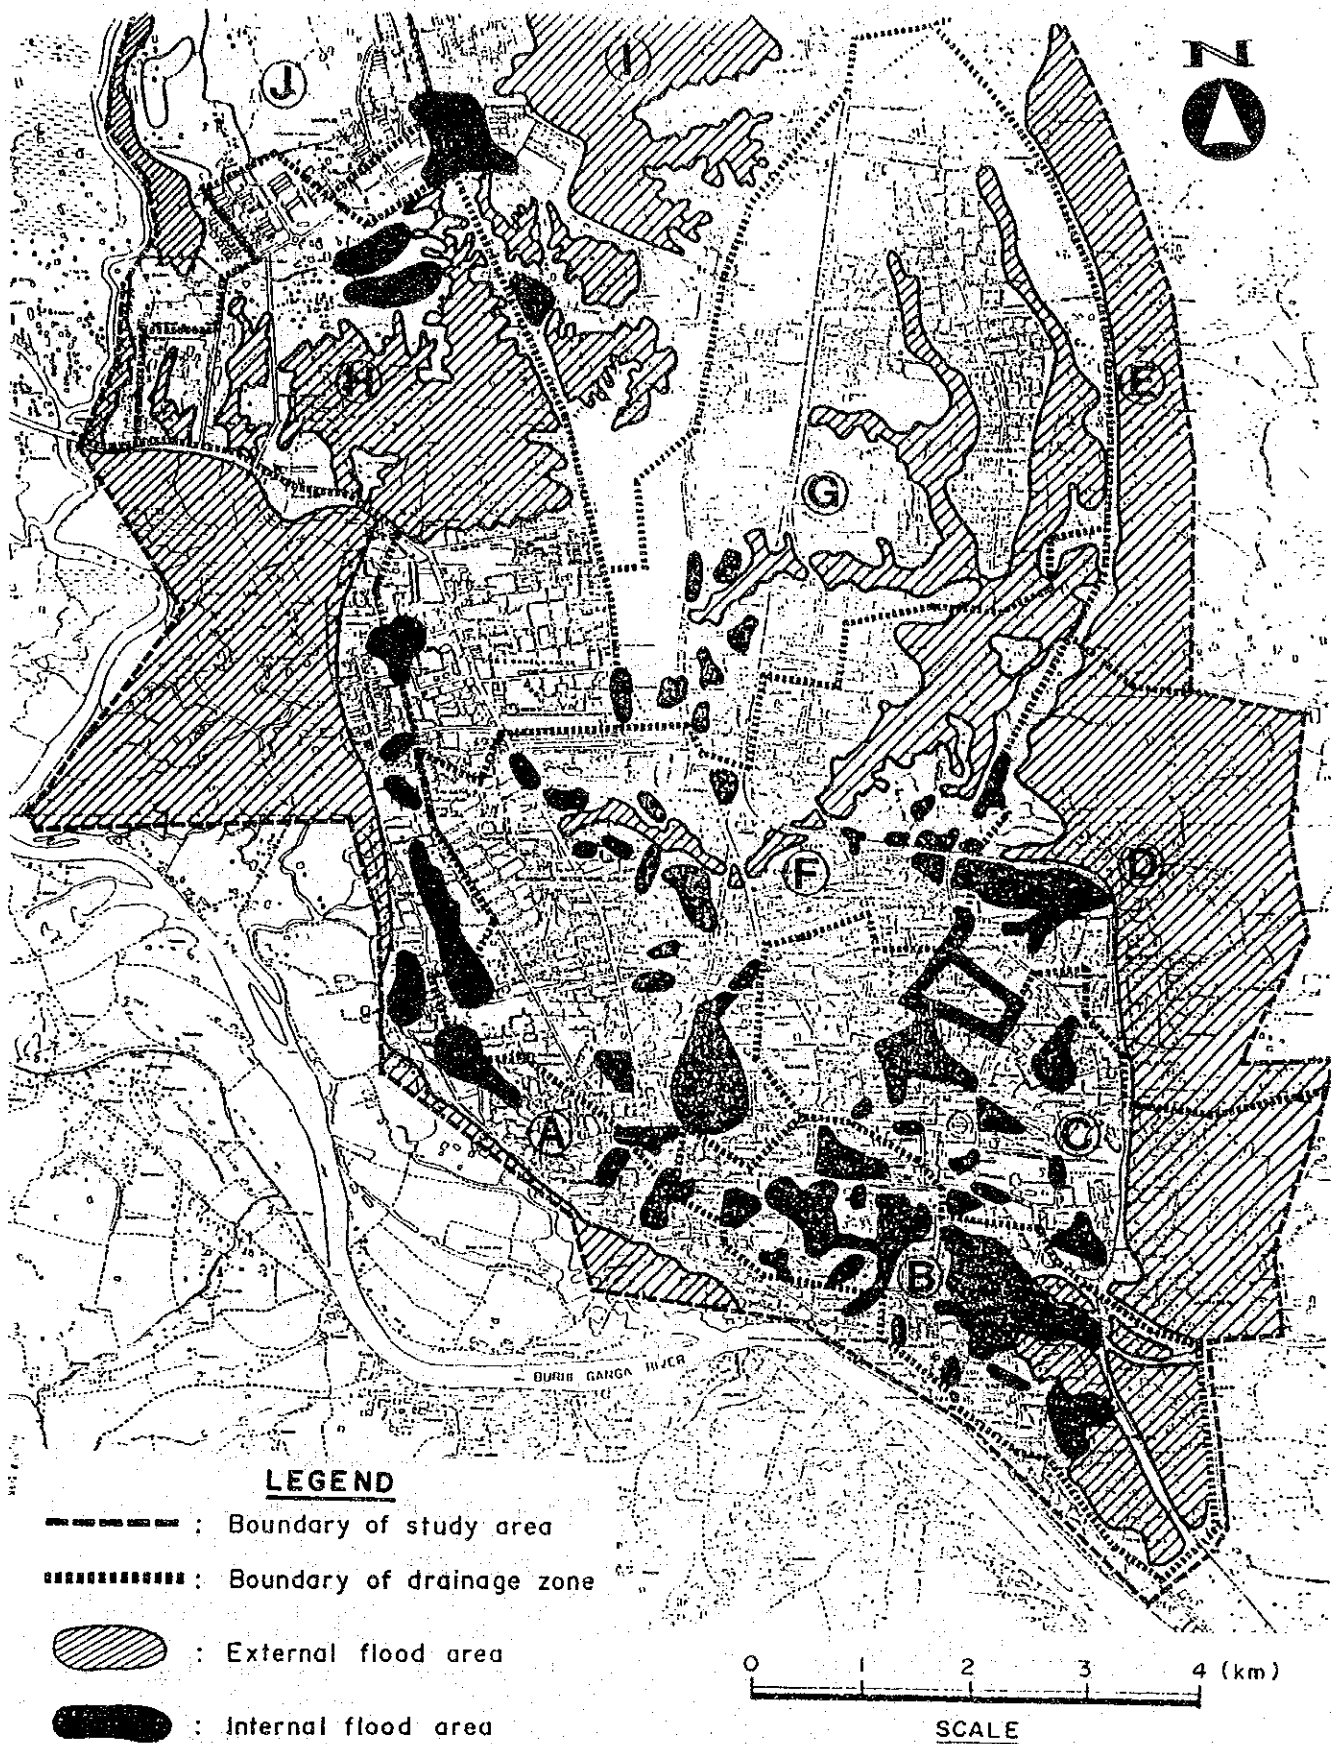 N
J
I
H
E
G
F
D
A
C
B
BURHI GANGA RIVER
LEGEND
: Boundary of study area
: Boundary of drainage zone
: External flood area
: Internal flood area
0 1 2 3 4 (km)
SCALE